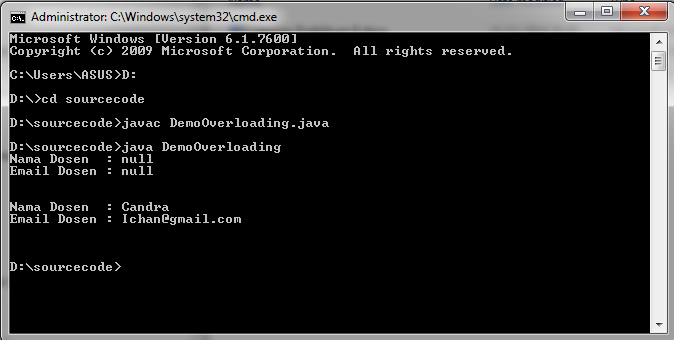 Administrator: C:\Windows\system32\cmd.exe
Microsoft Windows [Version 6.1.7600]
Copyright (c) 2009 Microsoft Corporation.  All rights reserved.
C:\Users\ASUS>D:
D:\>cd sourcecode
D:\sourcecode>javac DemoOverloading.java
D:\sourcecode>java DemoOverloading
Nama Dosen  : null
Email Dosen : null
Nama Dosen  : Candra
Email Dosen : Ichan@gmail.com
D:\sourcecode>